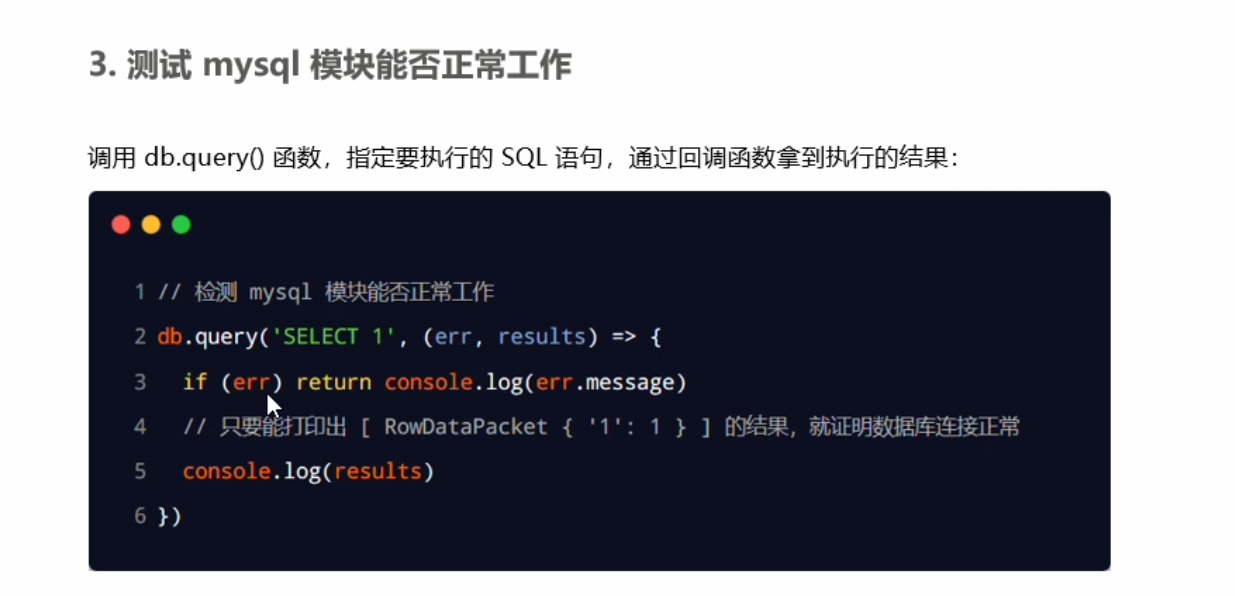 3. 测试 mysql 模块能否正常工作
调用 db.query() 函数，指定要执行的 SQL 语句，通过回调函数拿到执行的结果：
1 // 检测 mysql 模块能否正常工作
2 db.query('SELECT 1', (err, results) => {
3   if (err) return console.log(err.message)
4   // 只要能打印出 [ RowDataPacket { '1': 1 } ] 的结果，就证明数据库连接正常
5   console.log(results)
6 })